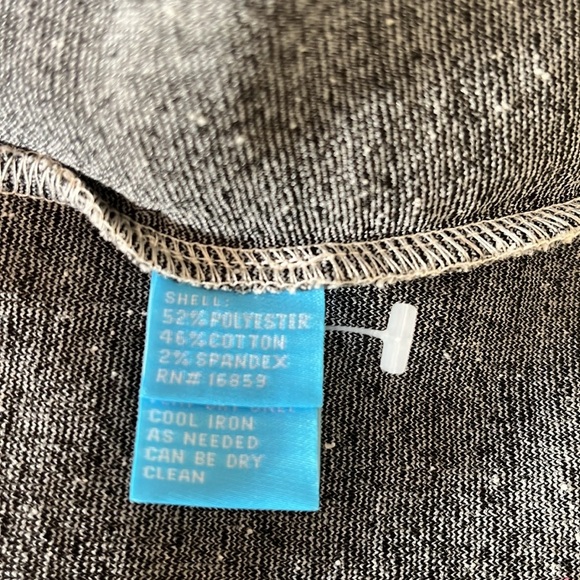 SHELL:
52% POLYESTER
46% COTTON
2% SPANDEX
RN# 16859
COOL IRON
AS NEEDED
CAN BE DRY
CLEAN